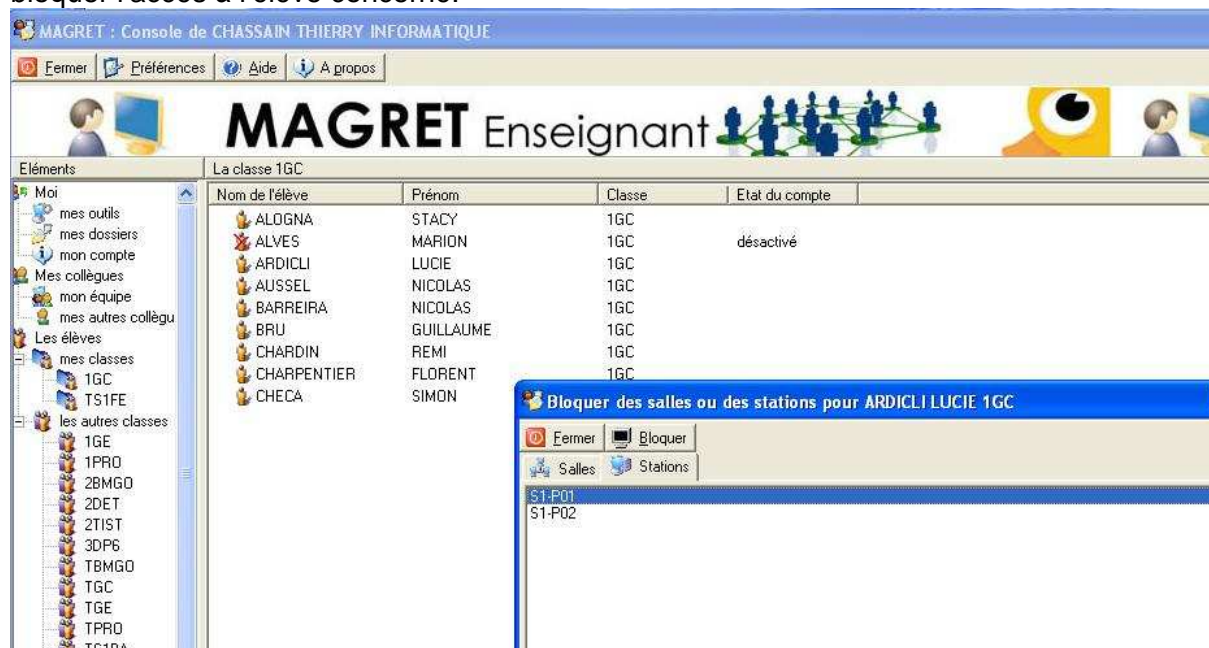 bloquer l'accès à l'élève concerné.
MAGRET : Console de CHASSAIN THIERRY INFORMATIQUE
Fermer Préférences Aide A propos
MAGRET Enseignant
Eléments La classe 1GC
Moi
mes outils
mes dossiers
mon compte
Mes collègues
mon équipe
mes autres collègu
Les élèves
mes classes
1GC
TS1FE
les autres classes
1GE
1PRO
2BMGO
2DET
2TIST
3DP6
TBMGO
TGC
TGE
TPRO
Nom de l'élève Prénom Classe Etat du compte
ALOGNA STACY 1GC
ALVES MARION 1GC désactivé
ARDICLI LUCIE 1GC
AUSSEL NICOLAS 1GC
BARREIRA NICOLAS 1GC
BRU GUILLAUME 1GC
CHARDIN REMI 1GC
CHARPENTIER FLORENT 1GC
CHECA SIMON
Bloquer des salles ou des stations pour ARDICLI LUCIE 1GC
Fermer Bloquer
Salles Stations
S1-P01
S1-P02